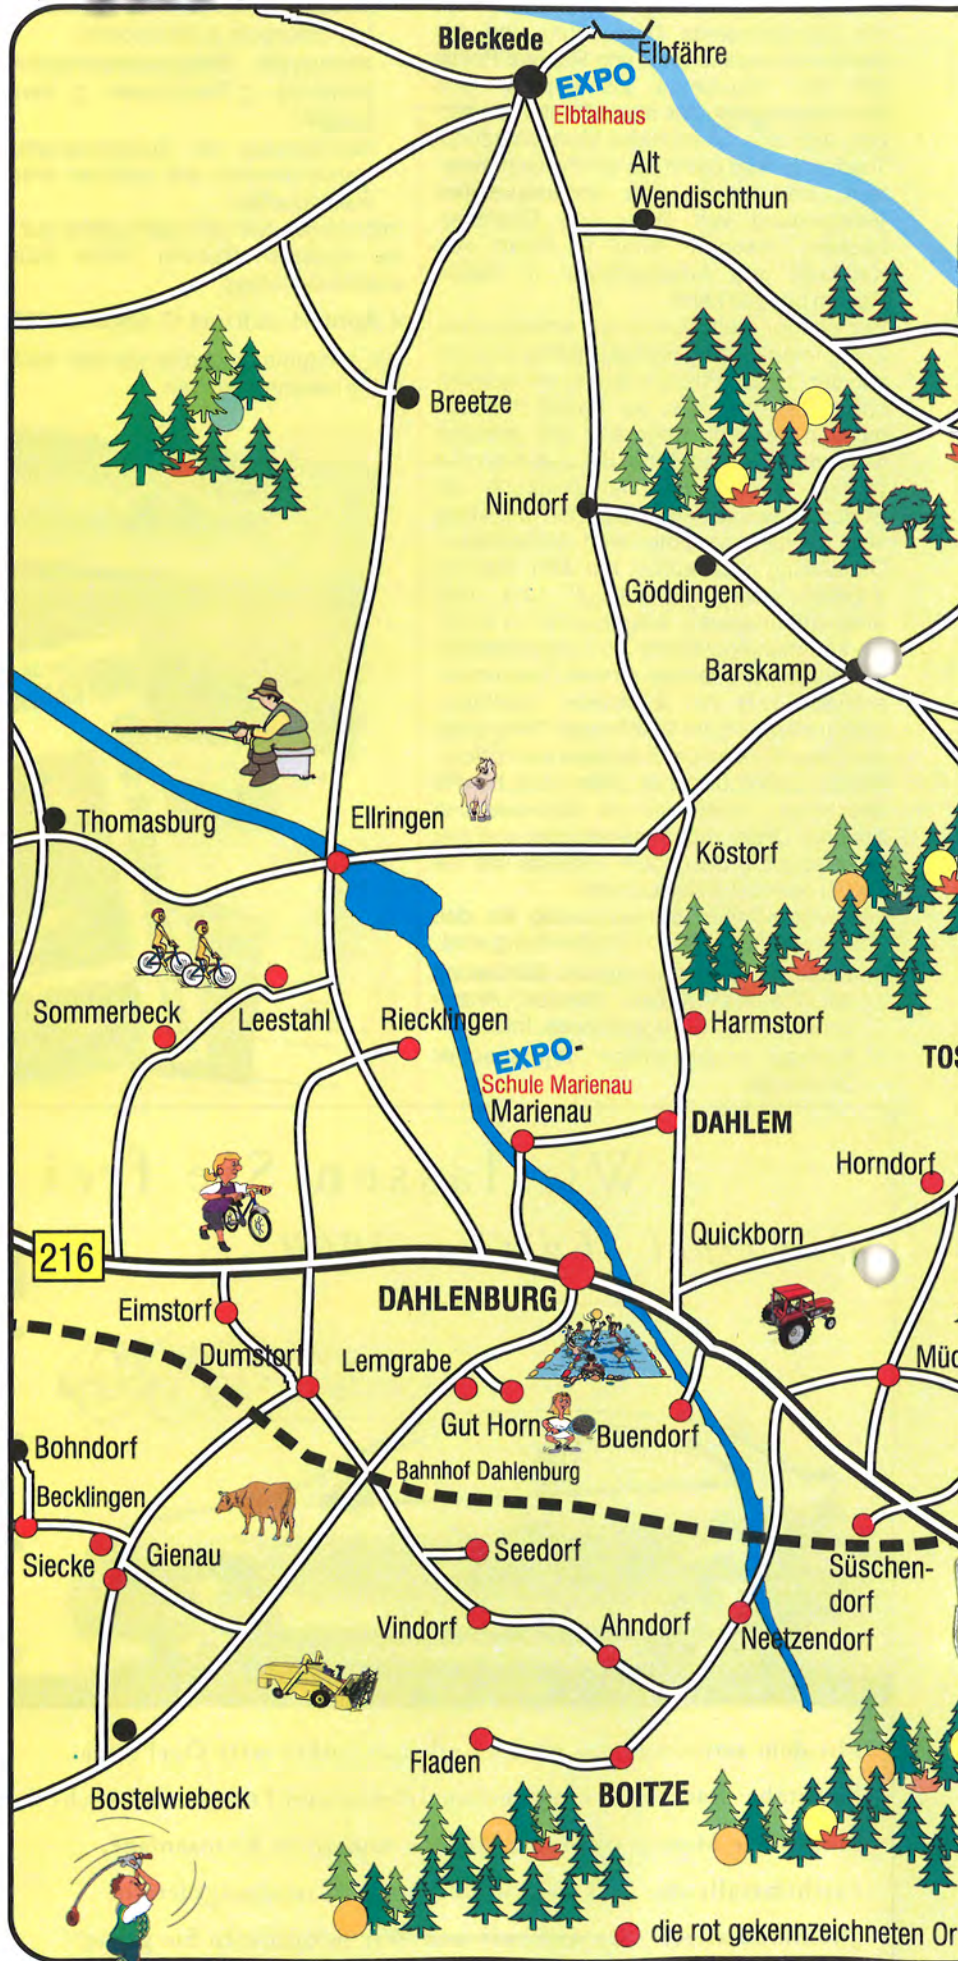 Bleckede
Elbfähre
EXPO
Elbtalhaus
Alt
Wendischthun
Breetze
Nindorf
Göddingen
Barskamp
Thomasburg
Ellringen
Köstorf
Sommerbeck
Leestahl
Riecklingen
Harmstorf
EXPO-
Schule Marienau
Marienau
TOS
DAHLEM
Horndorf
Quickborn
216
DAHLENBURG
Eimstorf
Dumstorf
Lemgrabe
Müc
Gut Horn
Buendorf
Bohndorf
Bahnhof Dahlenburg
Becklingen
Siecke
Gienau
Seedorf
Süschen-
dorf
Vindorf
Ahndorf
Neetzendorf
Fladen
BOITZE
Bostelwiebeck
die rot gekennzeichneten Or